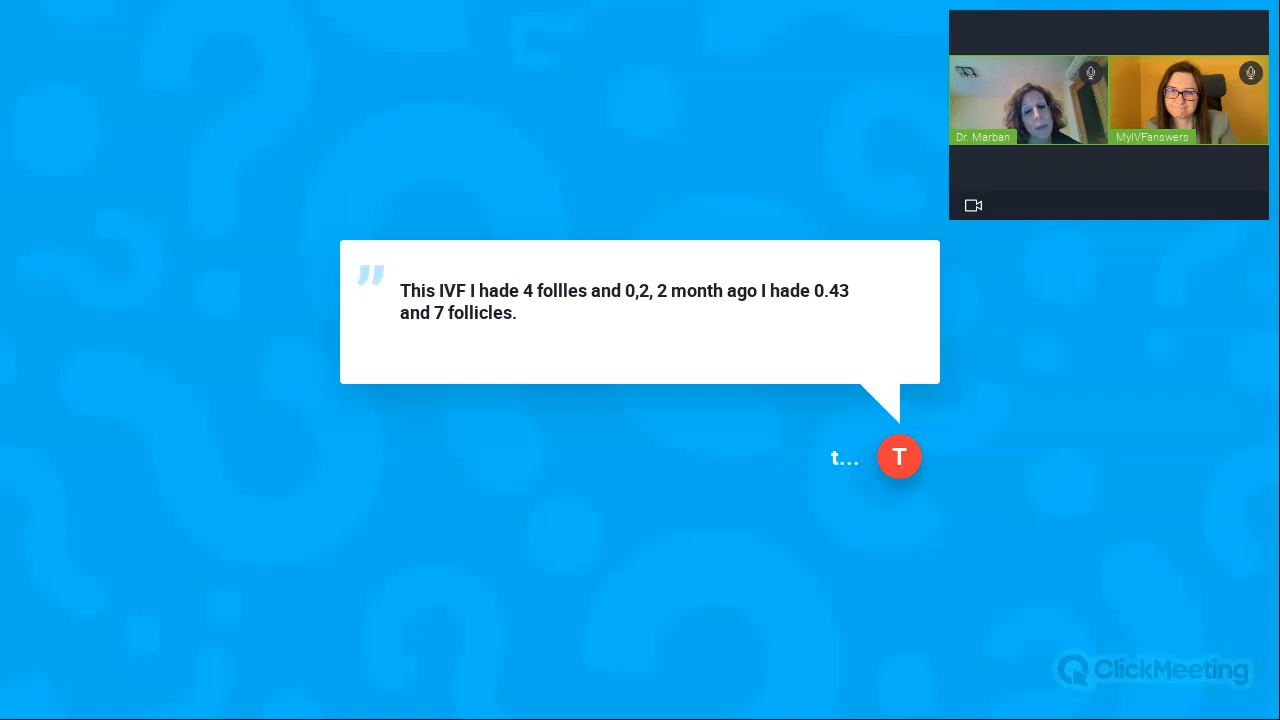 Dr. Marban
MyIVFanswers
This IVF I hade 4 follles and 0,2, 2 month ago I hade 0.43
and 7 follicles.
t...
T
ClickMeeting